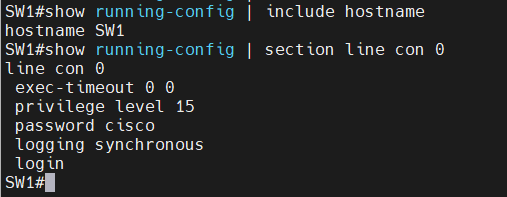 SW1#show running-config | include hostname
hostname SW1
SW1#show running-config | section line con 0
line con 0
 exec-timeout 0 0
 privilege level 15
 password cisco
 logging synchronous
 login
SW1#